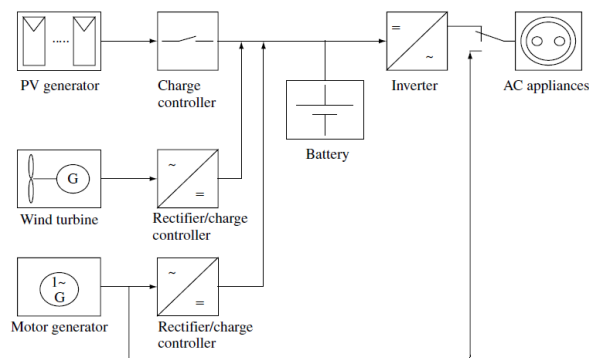 PV generator
Charge
controller
=
~
Inverter
AC appliances
Battery
G
Wind turbine
~
=
Rectifier/charge
controller
1~
G
Motor generator
~
=
Rectifier/charge
controller